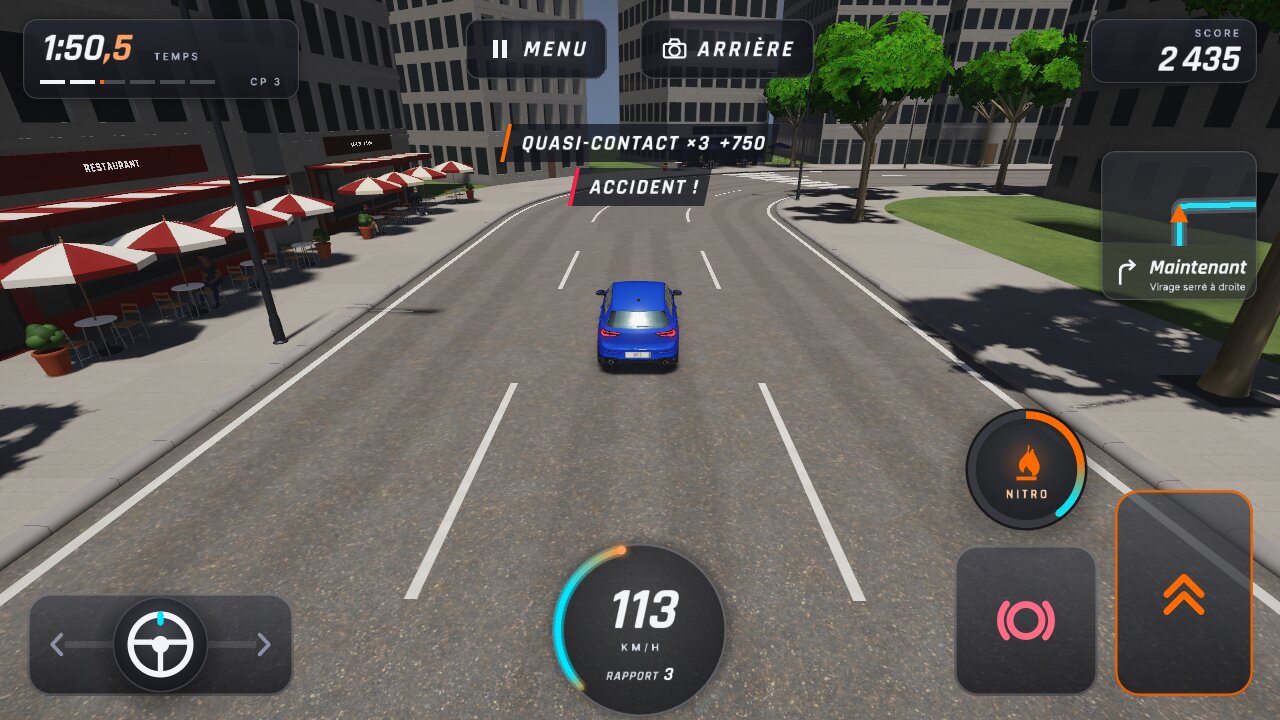 1:50,5 TEMPS
CP 3
MENU
ARRIÈRE
SCORE
2 435
QUASI-CONTACT ×3 +750
ACCIDENT !
RESTAURANT
Maintenant
Virage serré à droite
NITRO
113
KM/H
RAPPORT 3